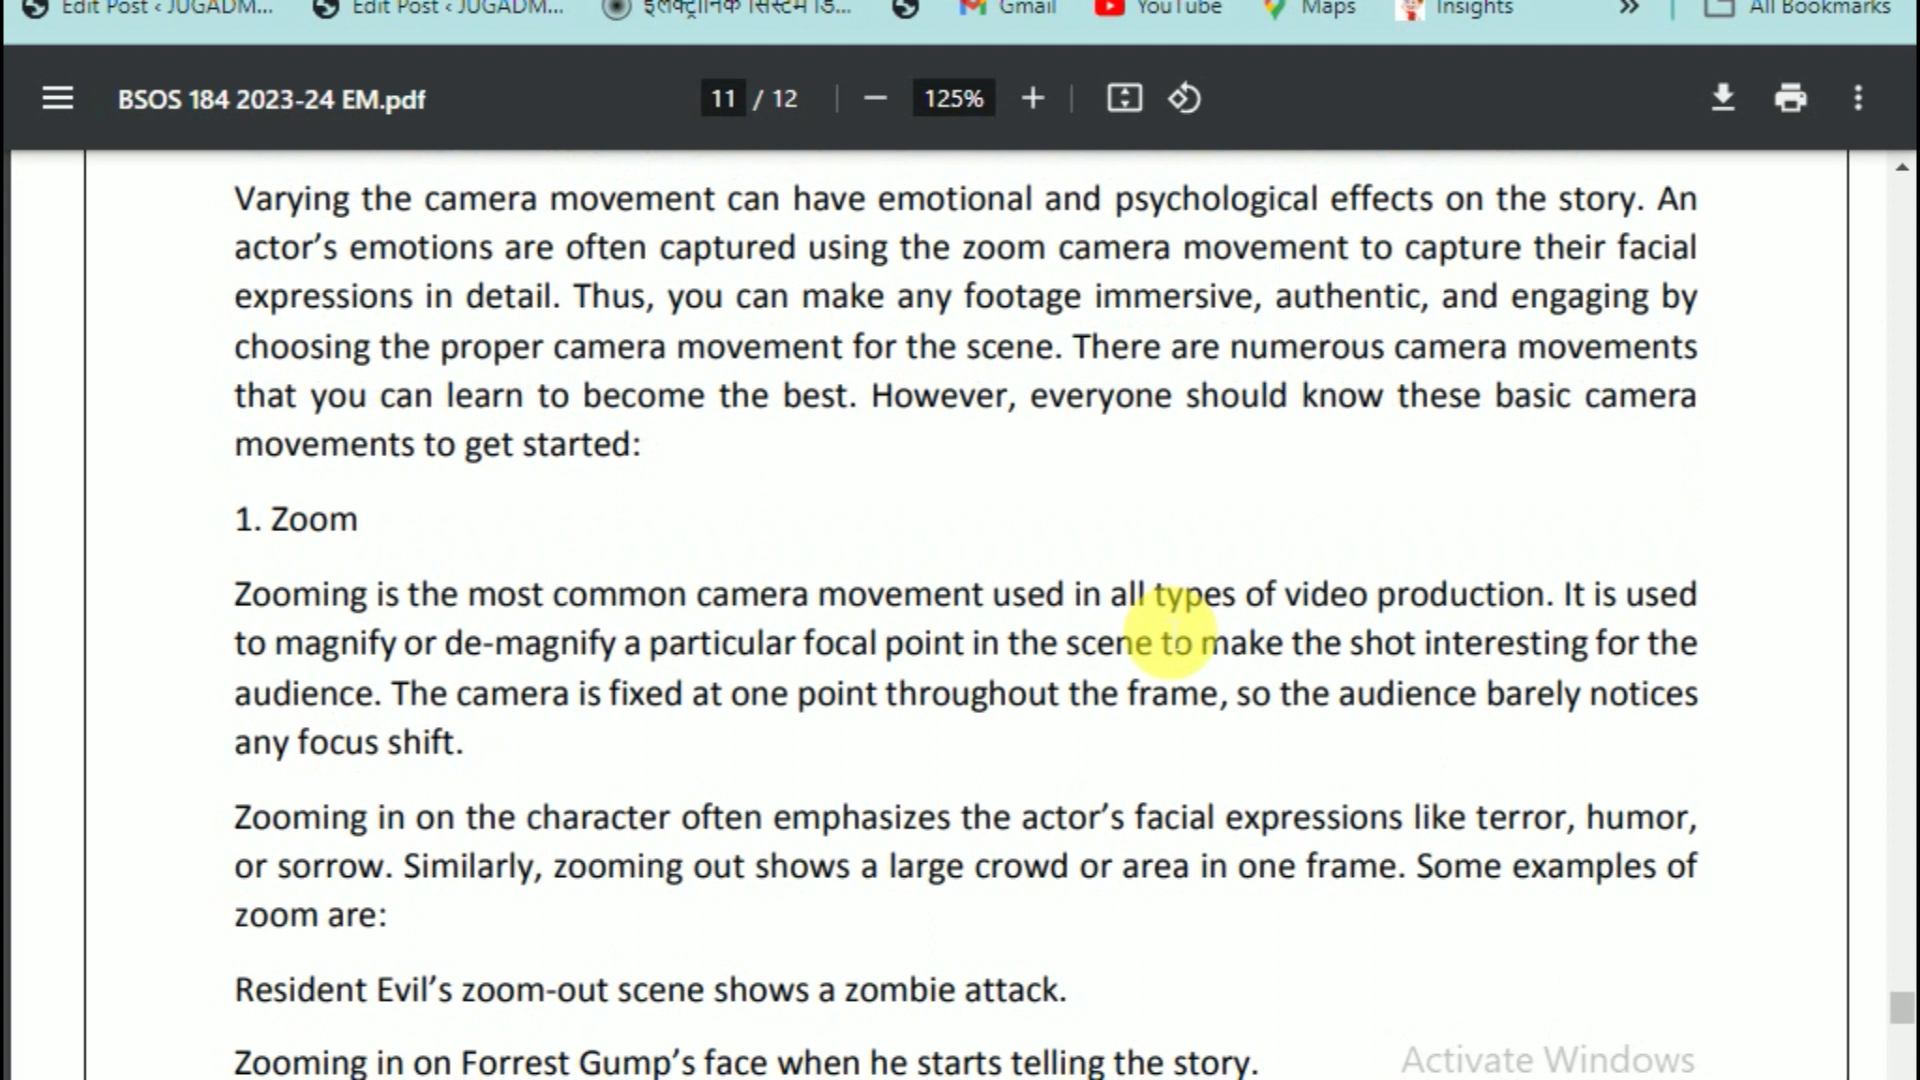 Edit Post ‹ JUGADM... Edit Post ‹ JUGADM... इलेक्ट्रॉनिक सिस्टम डि... Gmail YouTube Maps Insights » All Bookmarks
BSOS 184 2023-24 EM.pdf 11 / 12 125%
Varying the camera movement can have emotional and psychological effects on the story. An
actor’s emotions are often captured using the zoom camera movement to capture their facial
expressions in detail. Thus, you can make any footage immersive, authentic, and engaging by
choosing the proper camera movement for the scene. There are numerous camera movements
that you can learn to become the best. However, everyone should know these basic camera
movements to get started:
1. Zoom
Zooming is the most common camera movement used in all types of video production. It is used
to magnify or de-magnify a particular focal point in the scene to make the shot interesting for the
audience. The camera is fixed at one point throughout the frame, so the audience barely notices
any focus shift.
Zooming in on the character often emphasizes the actor’s facial expressions like terror, humor,
or sorrow. Similarly, zooming out shows a large crowd or area in one frame. Some examples of
zoom are:
Resident Evil’s zoom-out scene shows a zombie attack.
Zooming in on Forrest Gump’s face when he starts telling the story.
Activate Windows